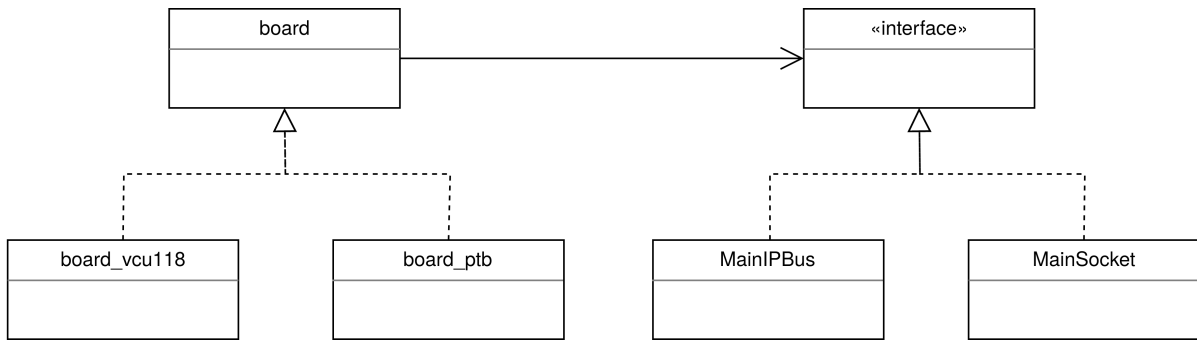 board
«interface»
board_vcu118
board_ptb
MainIPBus
MainSocket